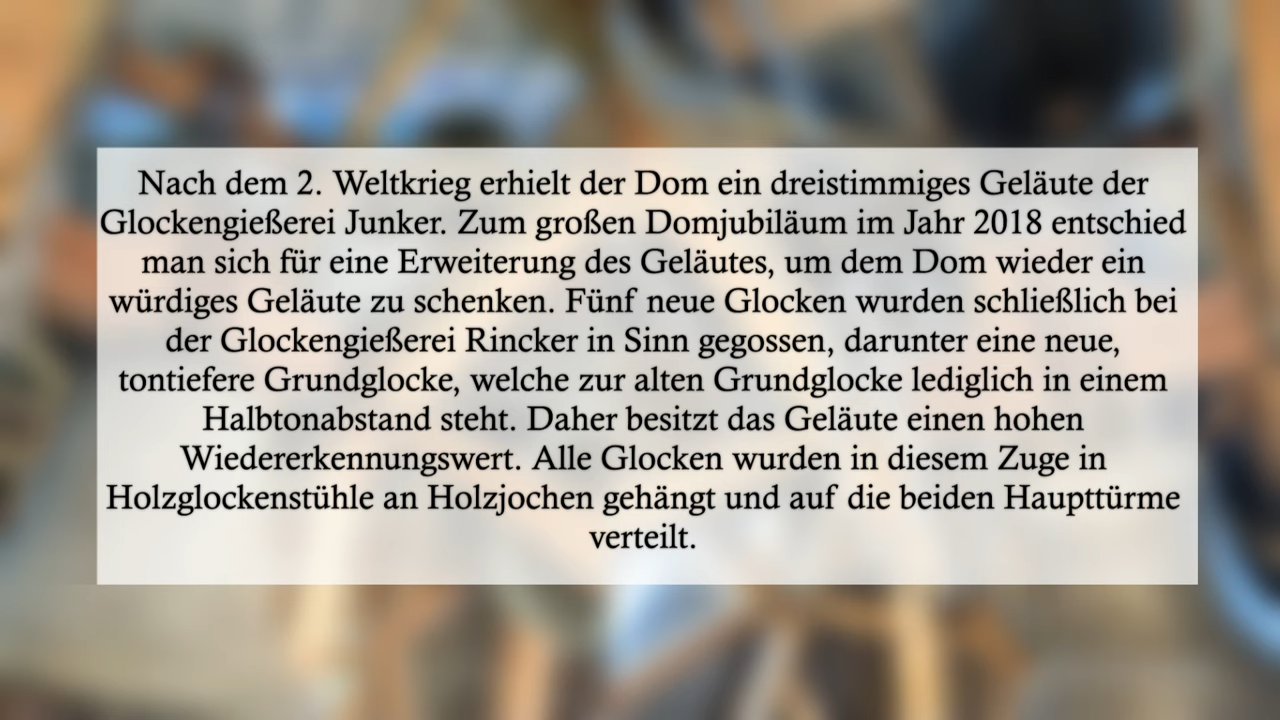 Nach dem 2. Weltkrieg erhielt der Dom ein dreistimmiges Geläute der
Glockengießerei Junker. Zum großen Domjubiläum im Jahr 2018 entschied
man sich für eine Erweiterung des Geläutes, um dem Dom wieder ein
würdiges Geläute zu schenken. Fünf neue Glocken wurden schließlich bei
der Glockengießerei Rincker in Sinn gegossen, darunter eine neue,
tontiefere Grundglocke, welche zur alten Grundglocke lediglich in einem
Halbtonabstand steht. Daher besitzt das Geläute einen hohen
Wiedererkennungswert. Alle Glocken wurden in diesem Zuge in
Holzglockenstühle an Holzjochen gehängt und auf die beiden Haupttürme
verteilt.